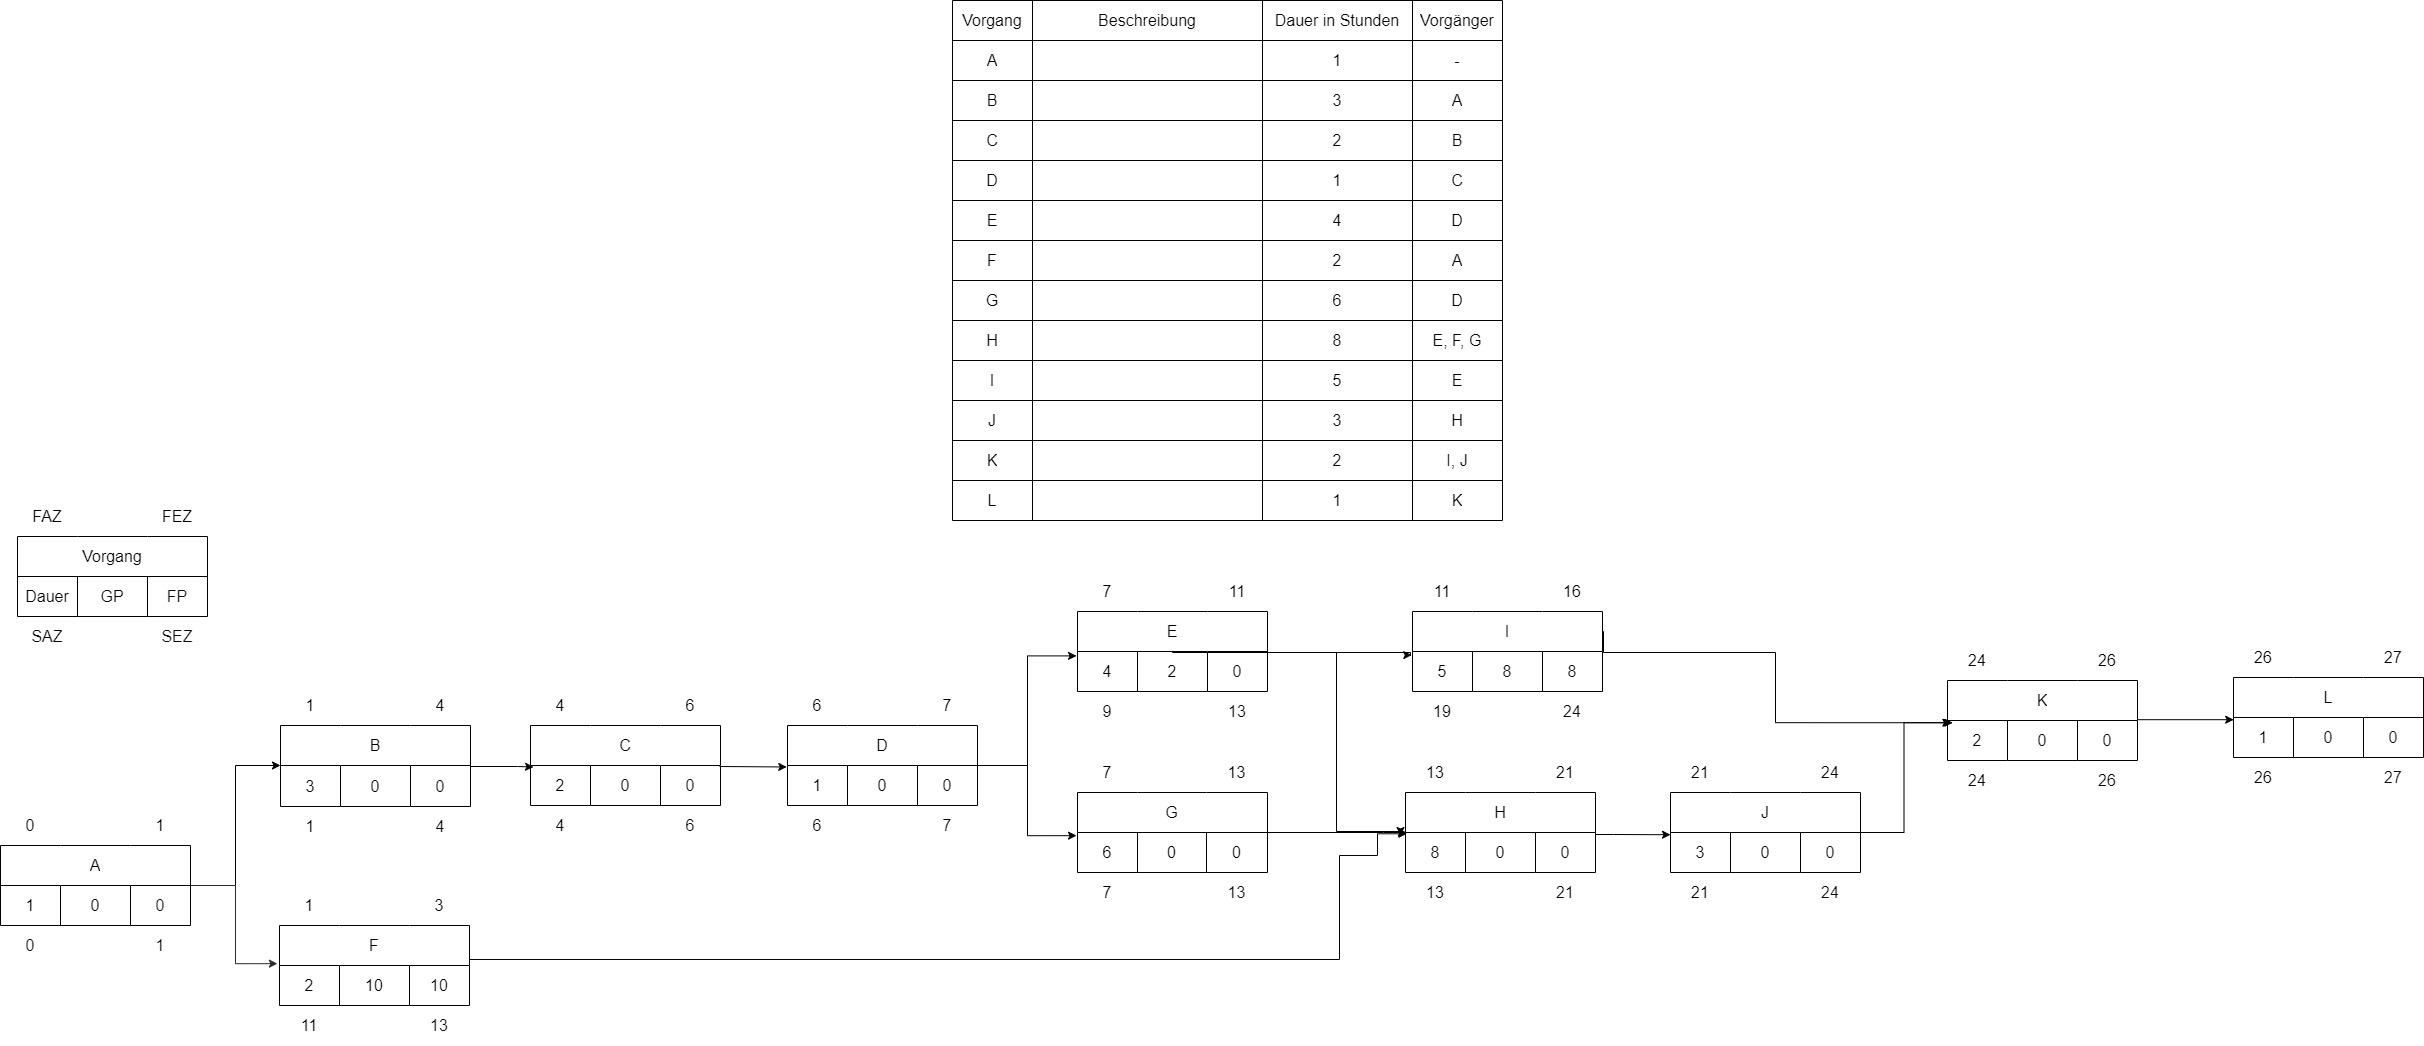 Vorgang Beschreibung Dauer in Stunden Vorgänger
A 1 -
B 3 A
C 2 B
D 1 C
E 4 D
F 2 A
G 6 D
H 8 E, F, G
I 5 E
J 3 H
K 2 I, J
L 1 K
FAZ FEZ
Vorgang
Dauer GP FP
SAZ SEZ
0 1
A
1 0 0
0 1
1 4
B
3 0 0
1 4
1 3
F
2 10 10
11 13
4 6
C
2 0 0
4 6
6 7
D
1 0 0
6 7
7 11
E
4 2 0
9 13
7 13
G
6 0 0
7 13
11 16
I
5 8 8
19 24
13 21
H
8 0 0
13 21
21 24
J
3 0 0
21 24
24 26
K
2 0 0
24 26
26 27
L
1 0 0
26 27